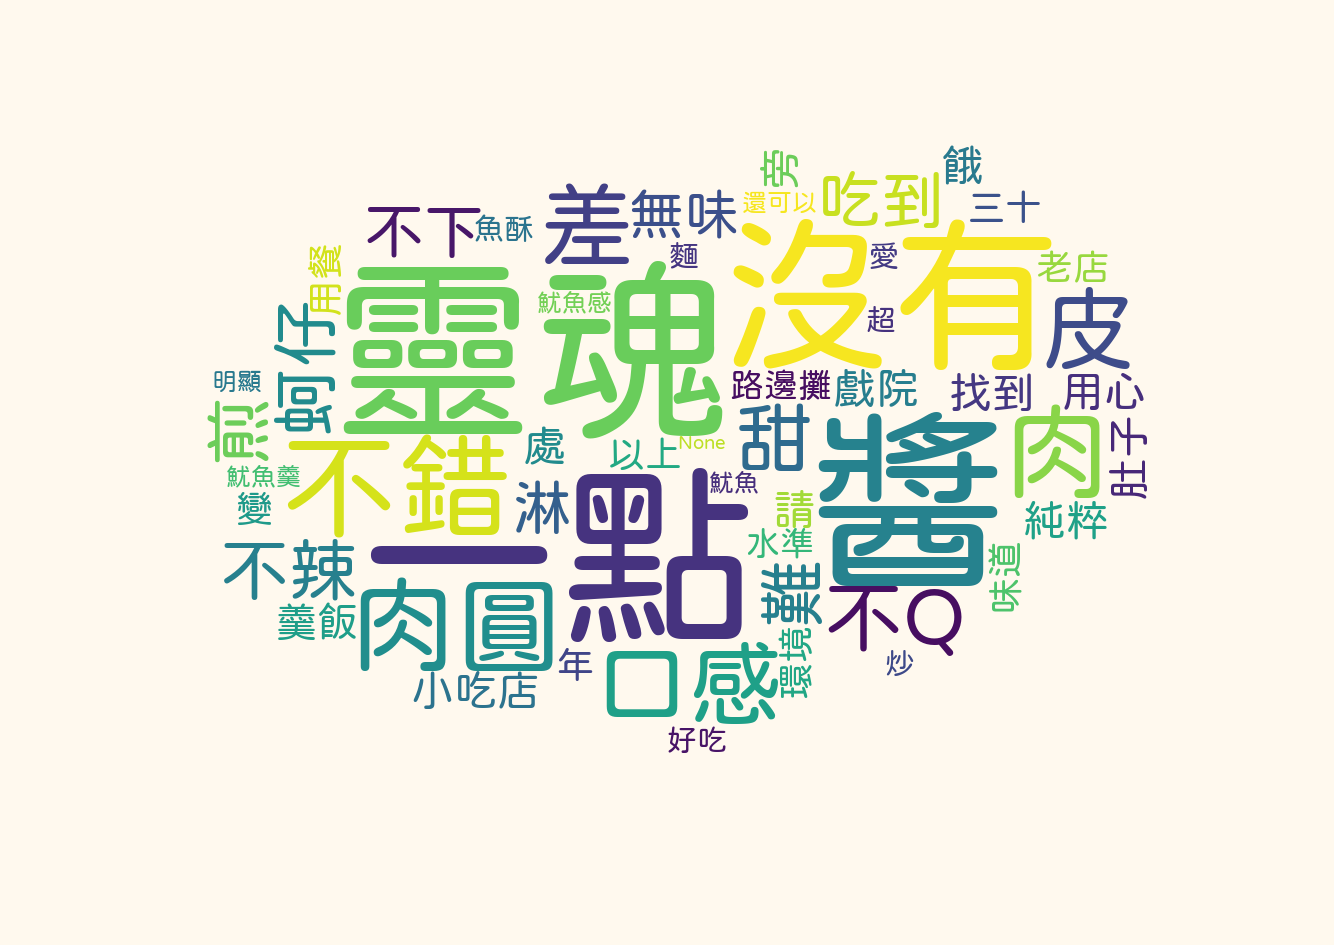 旁
餓
吃到
三十
還可以
無味
差
不下
魚酥
沒有
麵
愛
老店
用餐
靈魂
魷魚感
超
皮
蚵仔
明顯
路邊攤
戲院
找到
用心
煎
甜
醬
肉
肚子
不錯
處
以上
None
魷魚羹
魷魚
變
淋
一點
請
純粹
水準
不辣
味道
難
羹飯
肉圓
不Q
口感
環境
年
炒
小吃店
好吃